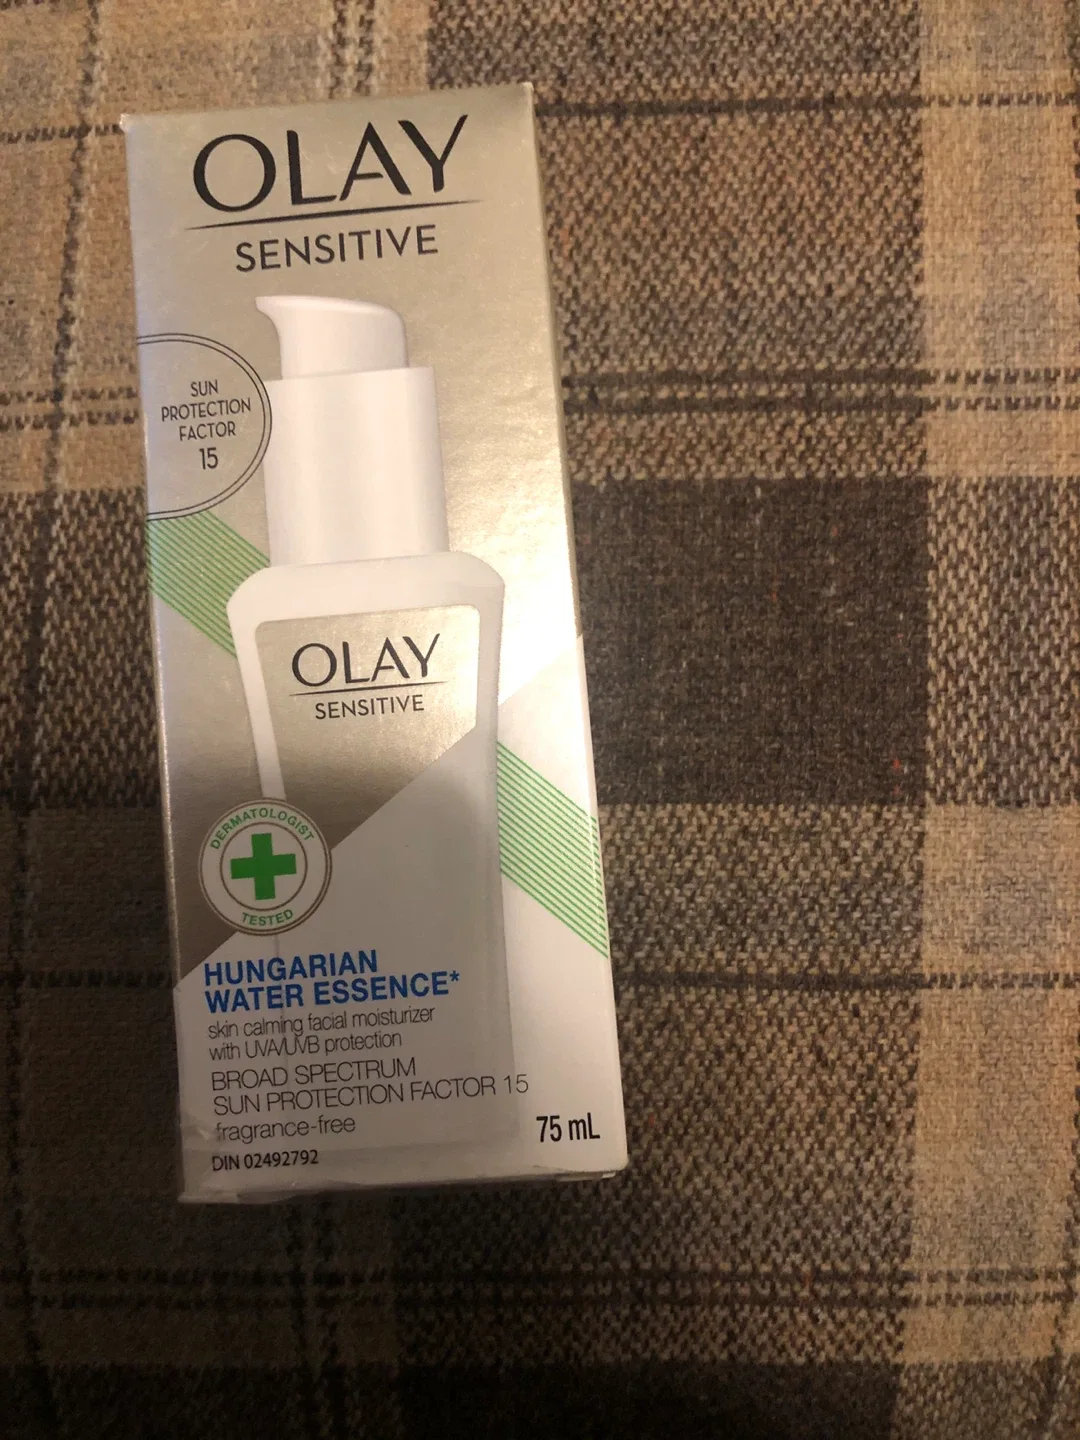 OLAY
SENSITIVE
SUN
PROTECTION
FACTOR
15
OLAY
SENSITIVE
DERMATOLOGIST
TESTED
HUNGARIAN
WATER ESSENCE*
skin calming facial moisturizer
with UVA/UVB protection
BROAD SPECTRUM
SUN PROTECTION FACTOR 15
fragrance-free
75 mL
DIN 02492792